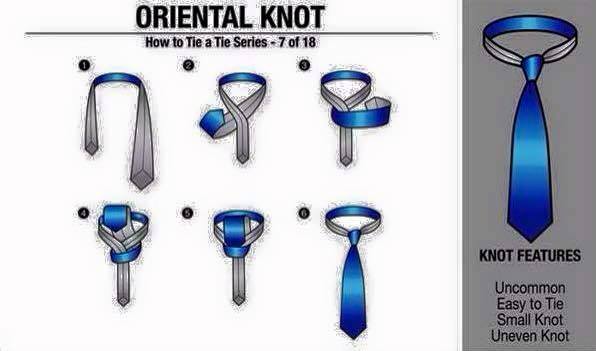 ORIENTAL KNOT
How to Tie a Tie Series - 7 of 18
1
2
3
4
5
6
KNOT FEATURES
Uncommon
Easy to Tie
Small Knot
Uneven Knot